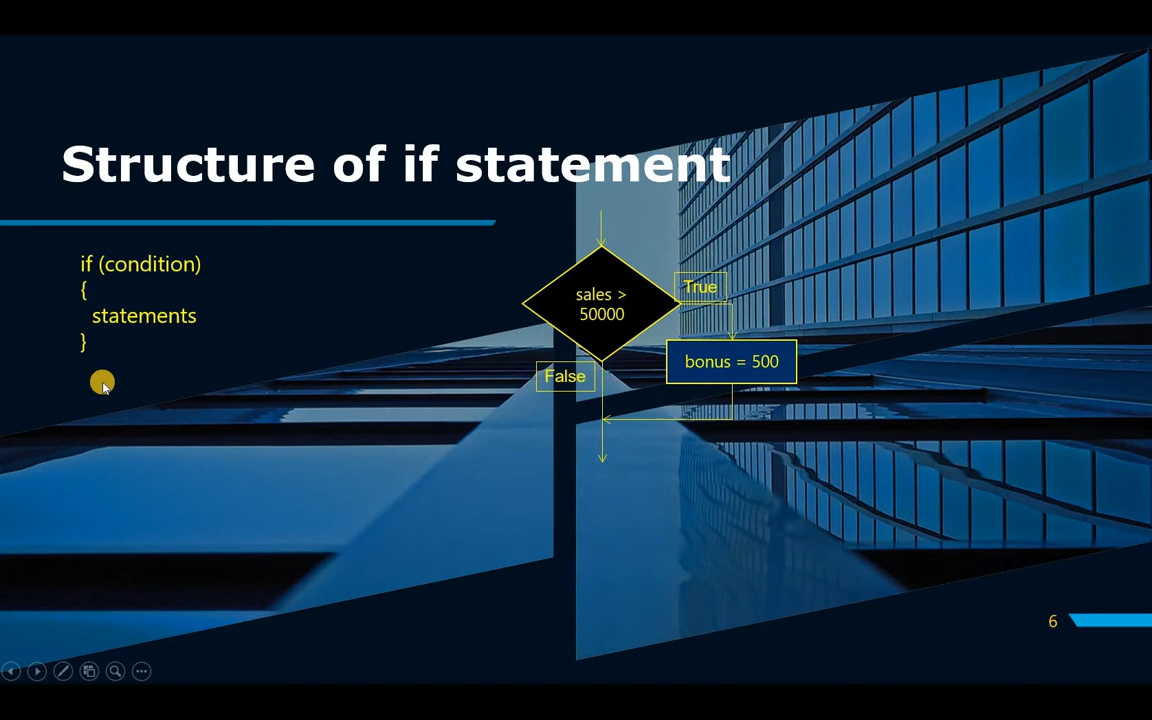 Structure of if statement
if (condition)
{
statements
}
sales >
50000
True
bonus = 500
False
6